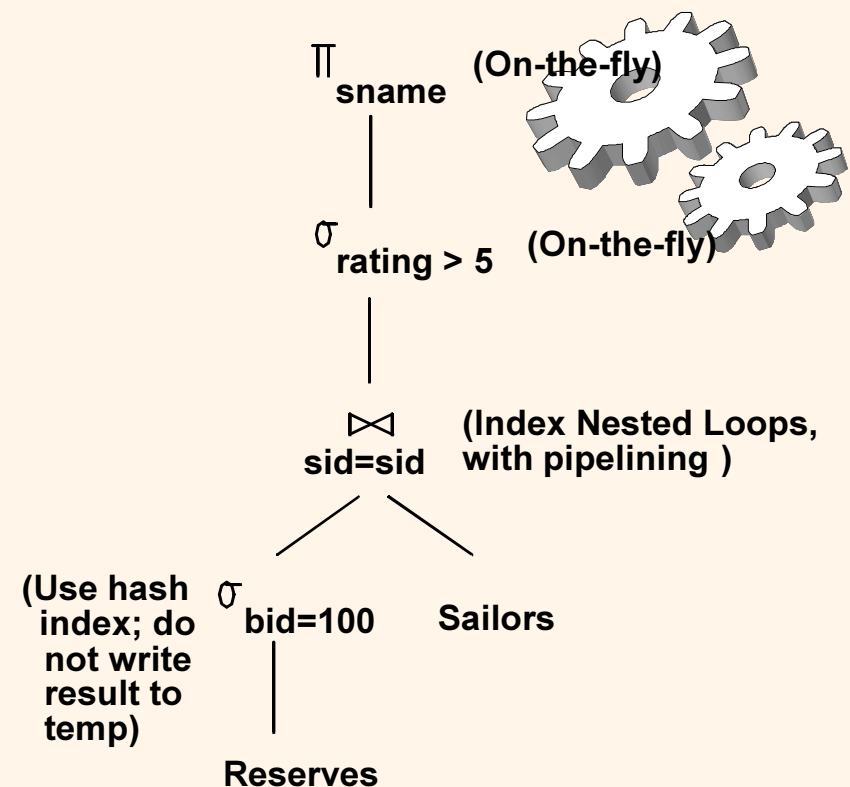 π sname (On-the-fly)
σ rating > 5 (On-the-fly)
⋈ (Index Nested Loops,
sid=sid with pipelining )
(Use hash
index; do
not write
result to
temp)
σ bid=100
Sailors
Reserves